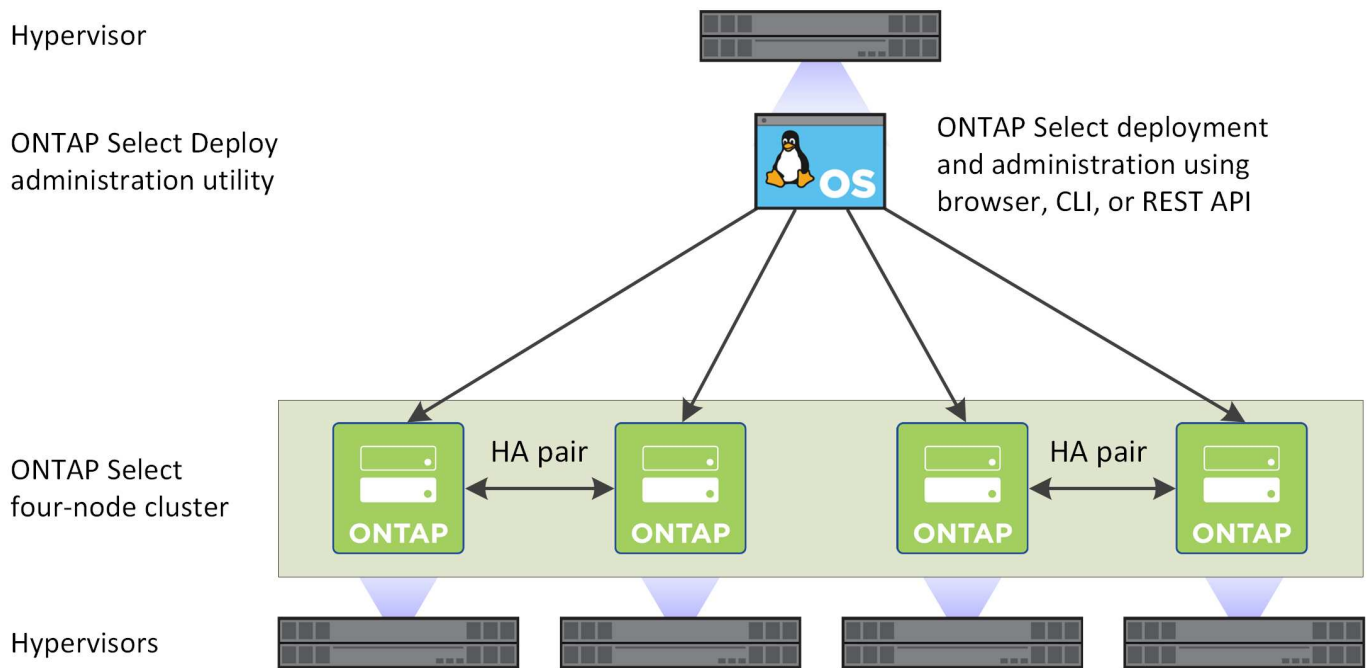 Hypervisor
ONTAP Select Deploy
administration utility
OS
ONTAP Select deployment
and administration using
browser, CLI, or REST API
HA pair
HA pair
ONTAP Select
four-node cluster
ONTAP
ONTAP
ONTAP
ONTAP
Hypervisors